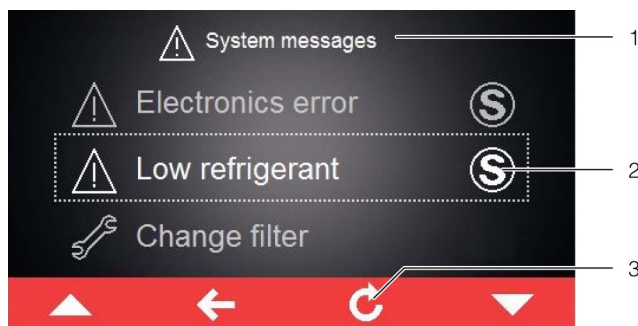 System messages
1
Electronics error
S
Low refrigerant
S
2
Change filter
3